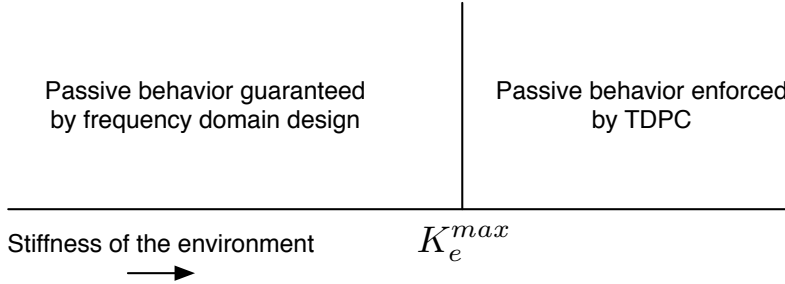 Passive behavior guaranteed
by frequency domain design
Passive behavior enforced
by TDPC
Stiffness of the environment
K_e^{max}